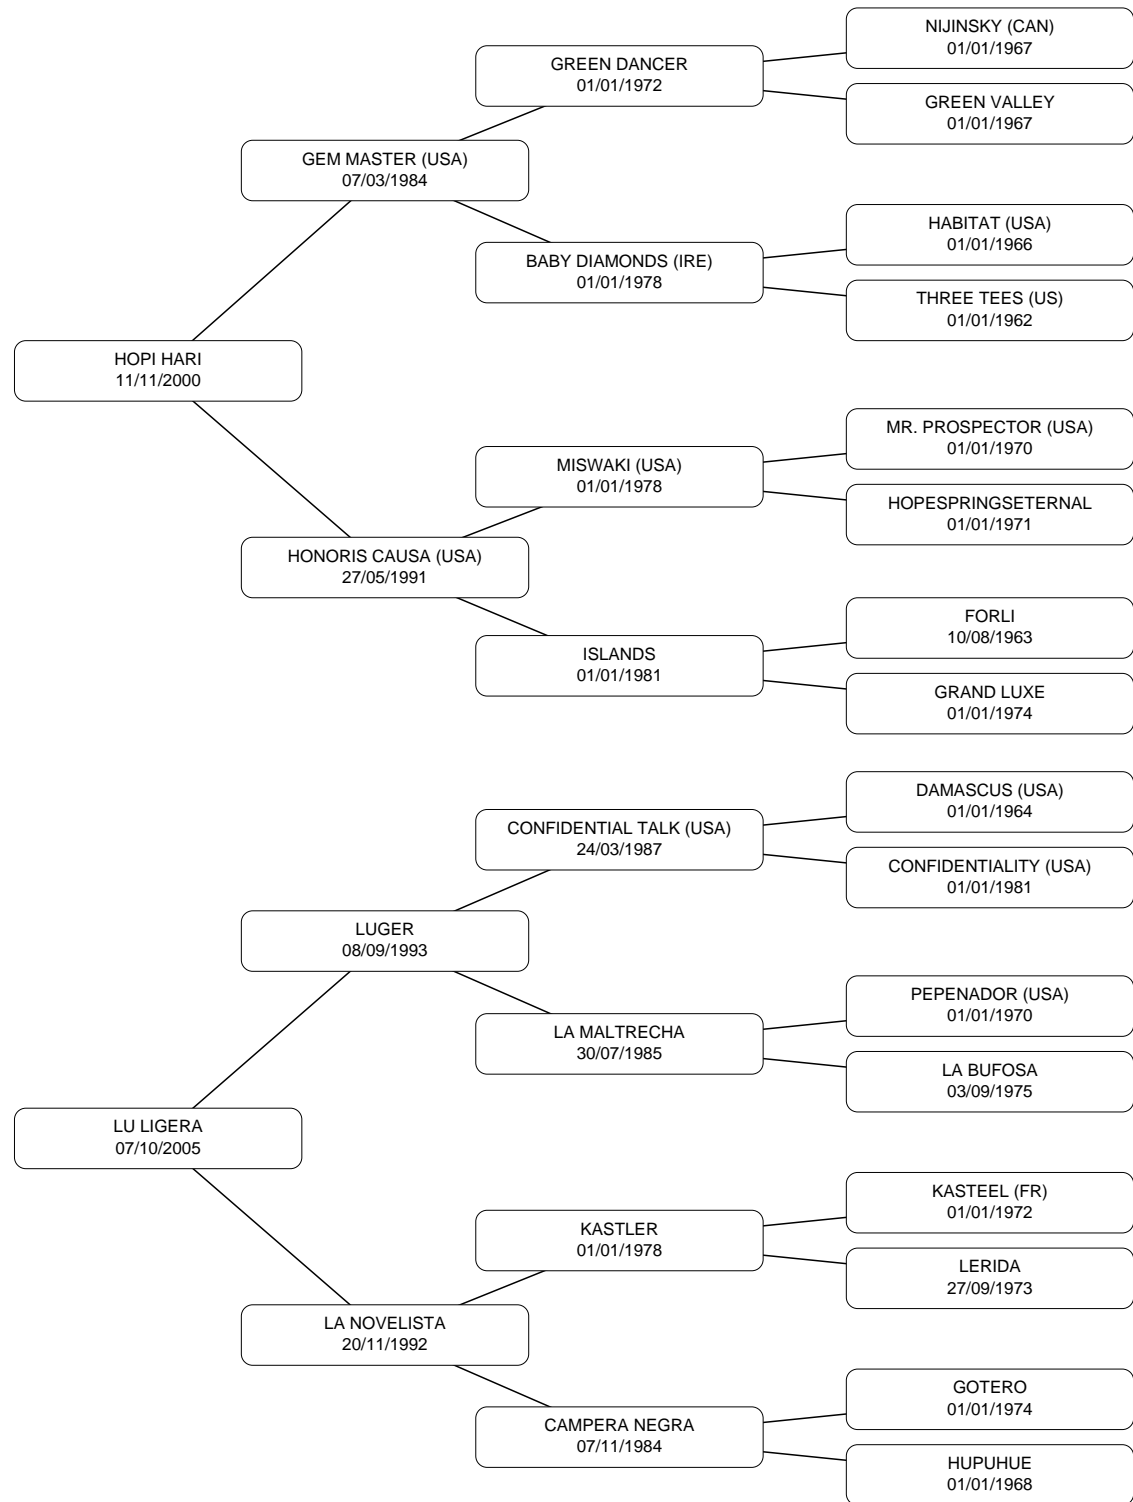 NIJINSKY (CAN)
01/01/1967
GREEN DANCER
01/01/1972
GREEN VALLEY
01/01/1967
GEM MASTER (USA)
07/03/1984
HABITAT (USA)
01/01/1966
BABY DIAMONDS (IRE)
01/01/1978
THREE TEES (US)
01/01/1962
HOPI HARI
11/11/2000
MR. PROSPECTOR (USA)
01/01/1970
MISWAKI (USA)
01/01/1978
HOPESPRINGSETERNAL
01/01/1971
HONORIS CAUSA (USA)
27/05/1991
FORLI
10/08/1963
ISLANDS
01/01/1981
GRAND LUXE
01/01/1974
DAMASCUS (USA)
01/01/1964
CONFIDENTIAL TALK (USA)
24/03/1987
CONFIDENTIALITY (USA)
01/01/1981
LUGER
08/09/1993
PEPENADOR (USA)
01/01/1970
LA MALTRECHA
30/07/1985
LA BUFOSA
03/09/1975
LU LIGERA
07/10/2005
KASTEEL (FR)
01/01/1972
KASTLER
01/01/1978
LERIDA
27/09/1973
LA NOVELISTA
20/11/1992
GOTERO
01/01/1974
CAMPERA NEGRA
07/11/1984
HUPUHUE
01/01/1968